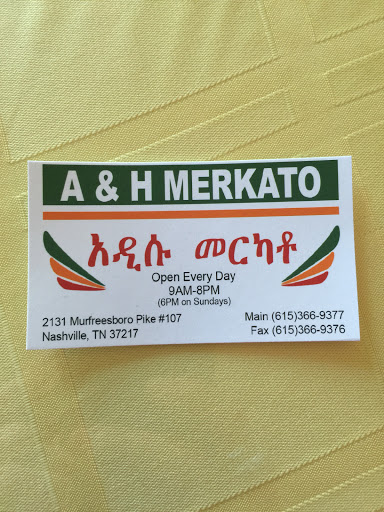 A & H MERKATO
አዲሱ መርካቶ
Open Every Day
9AM-8PM
(6PM on Sundays)
2131 Murfreesboro Pike #107
Nashville, TN 37217
Main (615)366-9377
Fax (615)366-9376